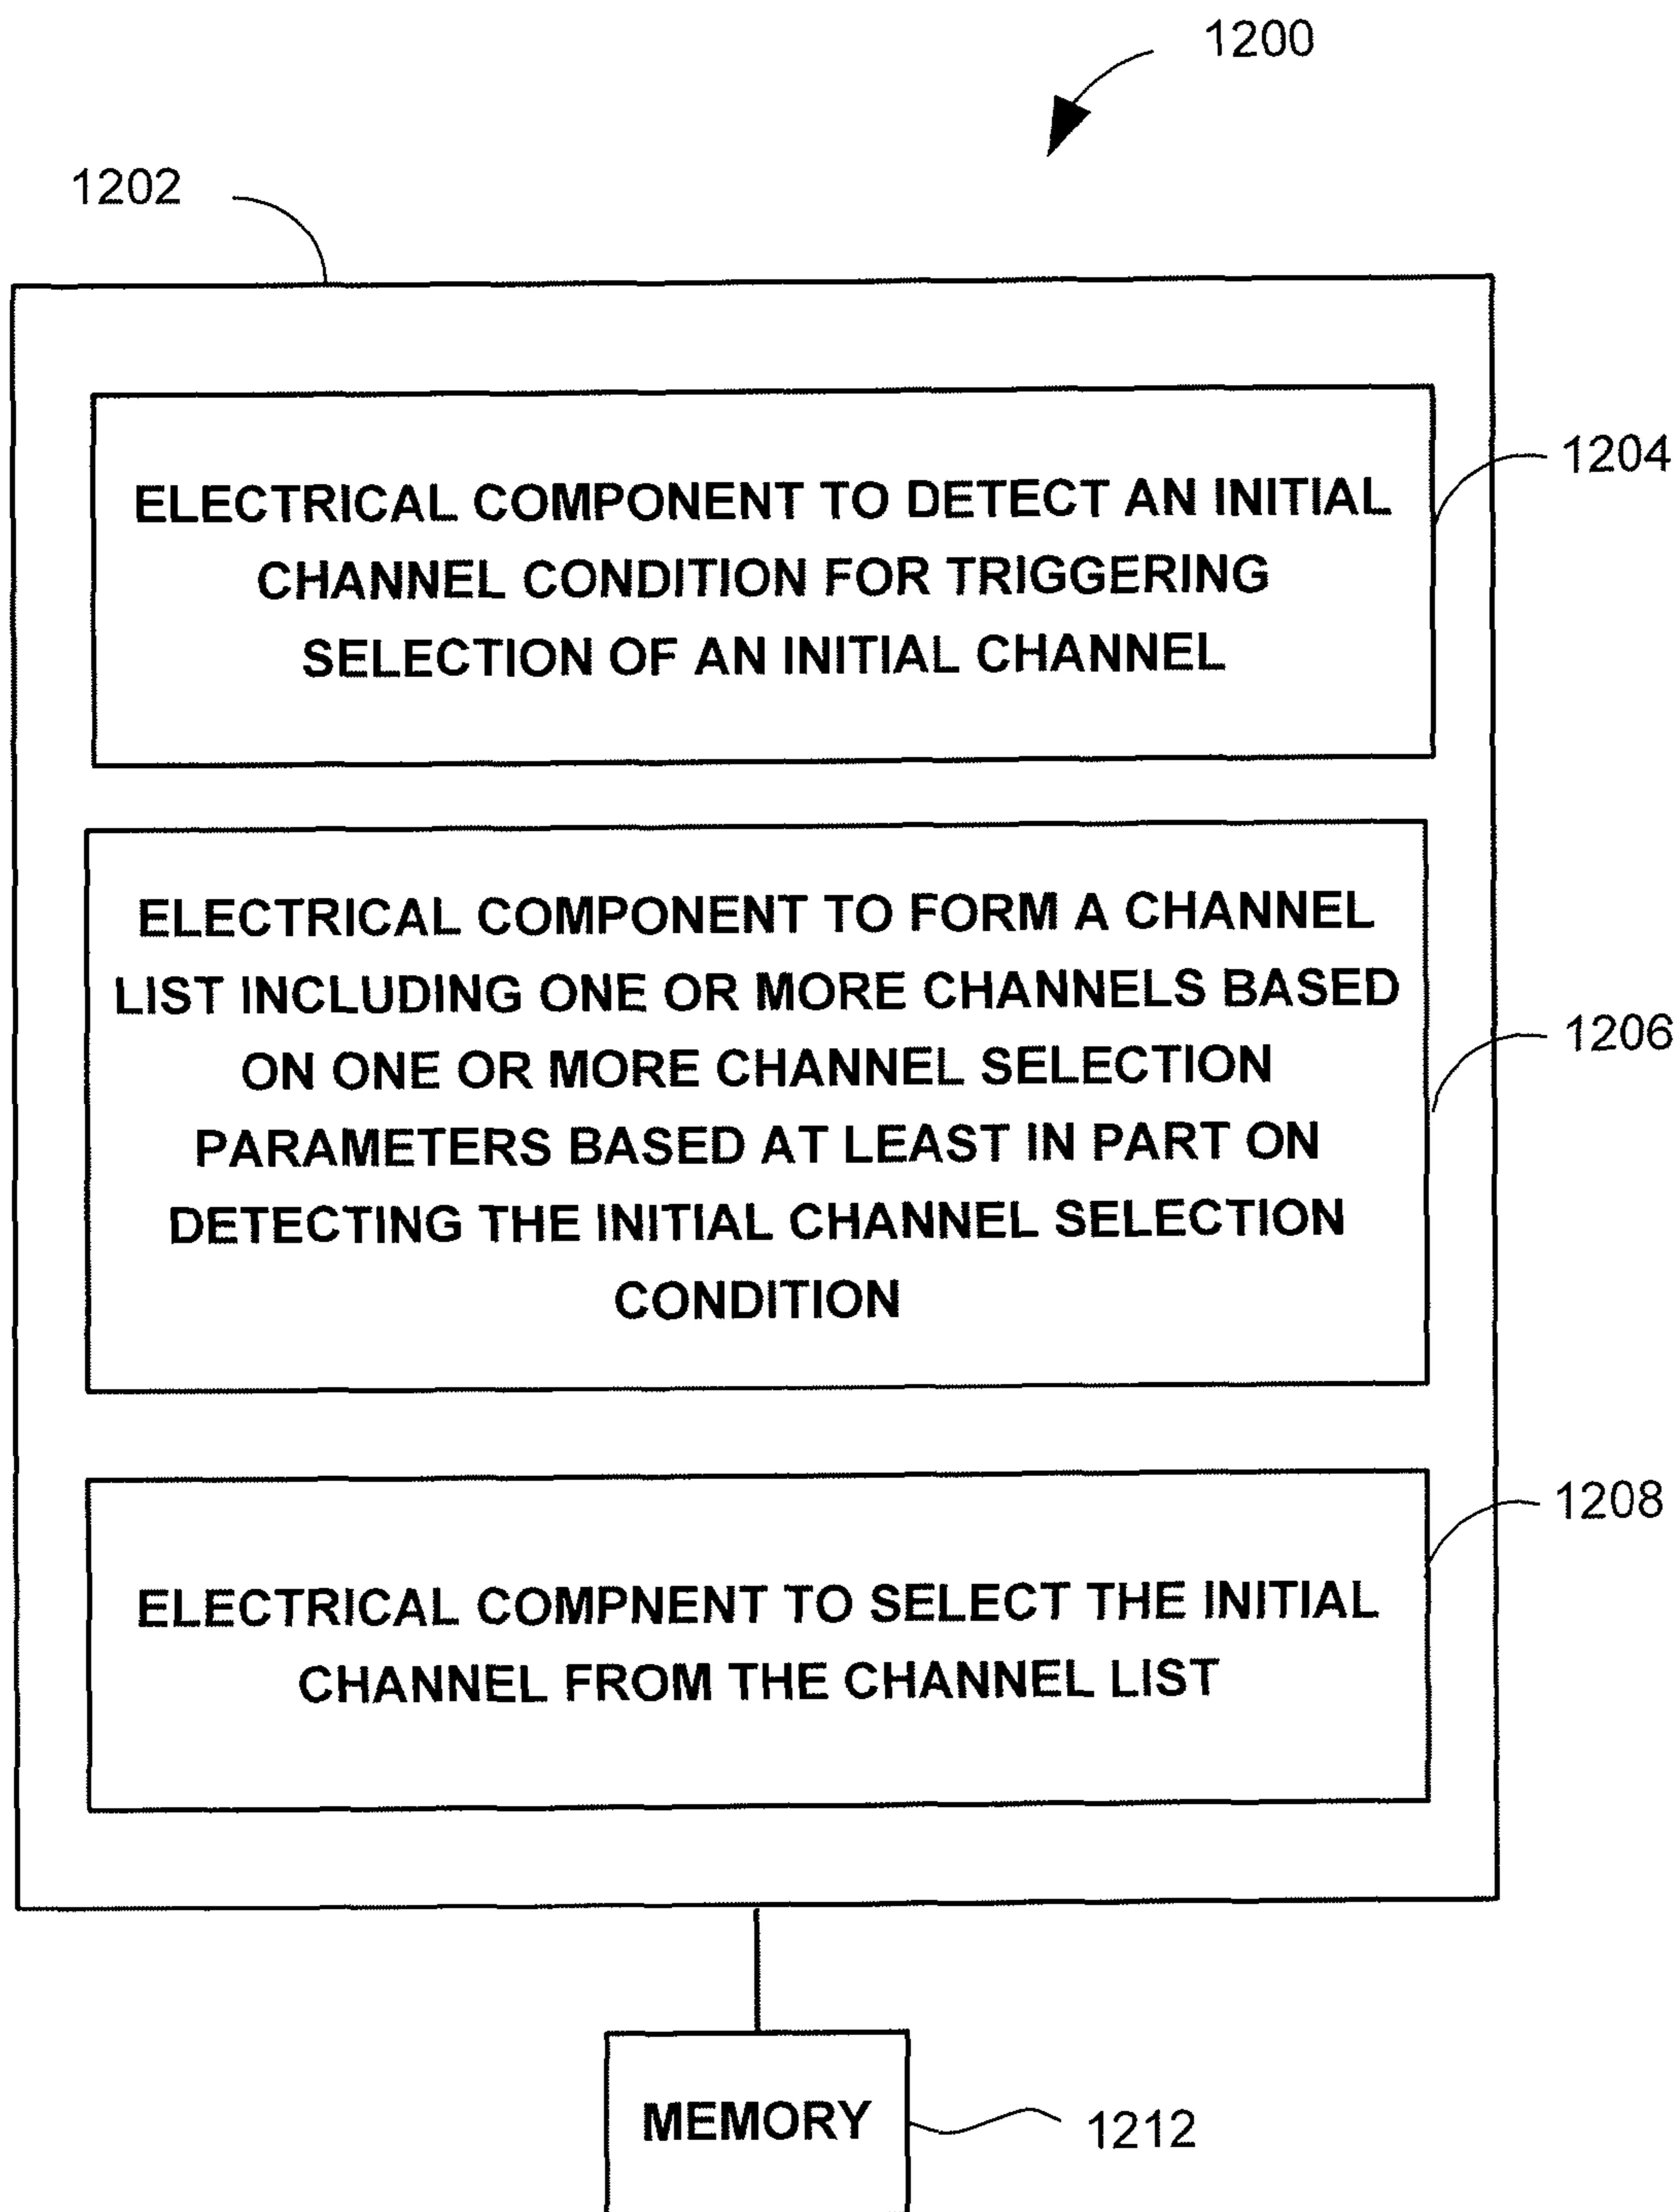 1200
1202
ELECTRICAL COMPONENT TO DETECT AN INITIAL
CHANNEL CONDITION FOR TRIGGERING
SELECTION OF AN INITIAL CHANNEL
1204
ELECTRICAL COMPONENT TO FORM A CHANNEL
LIST INCLUDING ONE OR MORE CHANNELS BASED
ON ONE OR MORE CHANNEL SELECTION
PARAMETERS BASED AT LEAST IN PART ON
DETECTING THE INITIAL CHANNEL SELECTION
CONDITION
1206
ELECTRICAL COMPNENT TO SELECT THE INITIAL
CHANNEL FROM THE CHANNEL LIST
1208
MEMORY
1212